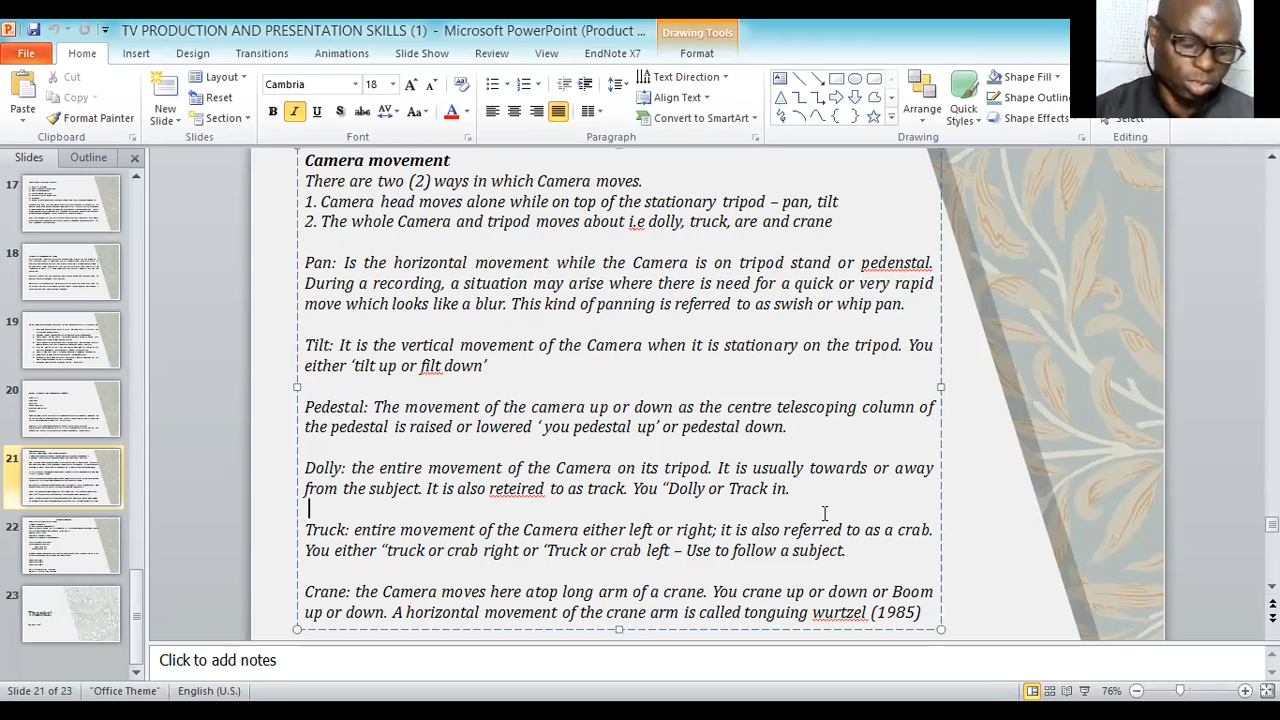 TV PRODUCTION AND PRESENTATION SKILLS 1 - Microsoft PowerPoint (Product ...
Drawing Tools
File Home Insert Design Transitions Animations Slide Show Review View EndNote X7 Format
Cut
Copy
Format Painter
Paste
Clipboard
New
Slide
Layout
Reset
Section
Slides
Cambria 18
Font
Paragraph
Text Direction
Align Text
Convert to SmartArt
Arrange
Quick
Styles
Shape Fill
Shape Outlin
Shape Effects
Drawing
Select
Editing
Slides Outline
17
18
19
20
21
22
23
Thanks!
Camera movement
There are two (2) ways in which Camera moves.
1. Camera head moves alone while on top of the stationary tripod – pan, tilt
2. The whole Camera and tripod moves about i.e dolly, truck, are and crane
Pan: Is the horizontal movement while the Camera is on tripod stand or pedenstal.
During a recording, a situation may arise where there is need for a quick or very rapid
move which looks like a blur. This kind of panning is referred to as swish or whip pan.
Tilt: It is the vertical movement of the Camera when it is stationary on the tripod. You
either ‘tilt up or filt down’
Pedestal: The movement of the camera up or down as the centre telescoping column of
the pedestal is raised or lowered ‘ you pedestal up’ or pedestal down.
Dolly: the entire movement of the Camera on its tripod. It is usually towards or away
from the subject. It is also reteired to as track. You “Dolly or Track in
Truck: entire movement of the Camera either left or right; it is also referred to as a crab.
You either “truck or crab right or ‘Truck or crab left – Use to follow a subject.
Crane: the Camera moves here atop long arm of a crane. You crane up or down or Boom
up or down. A horizontal movement of the crane arm is called tonguing wurtzel (1985)
Click to add notes
Slide 21 of 23 "Office Theme" English (U.S.) 76%